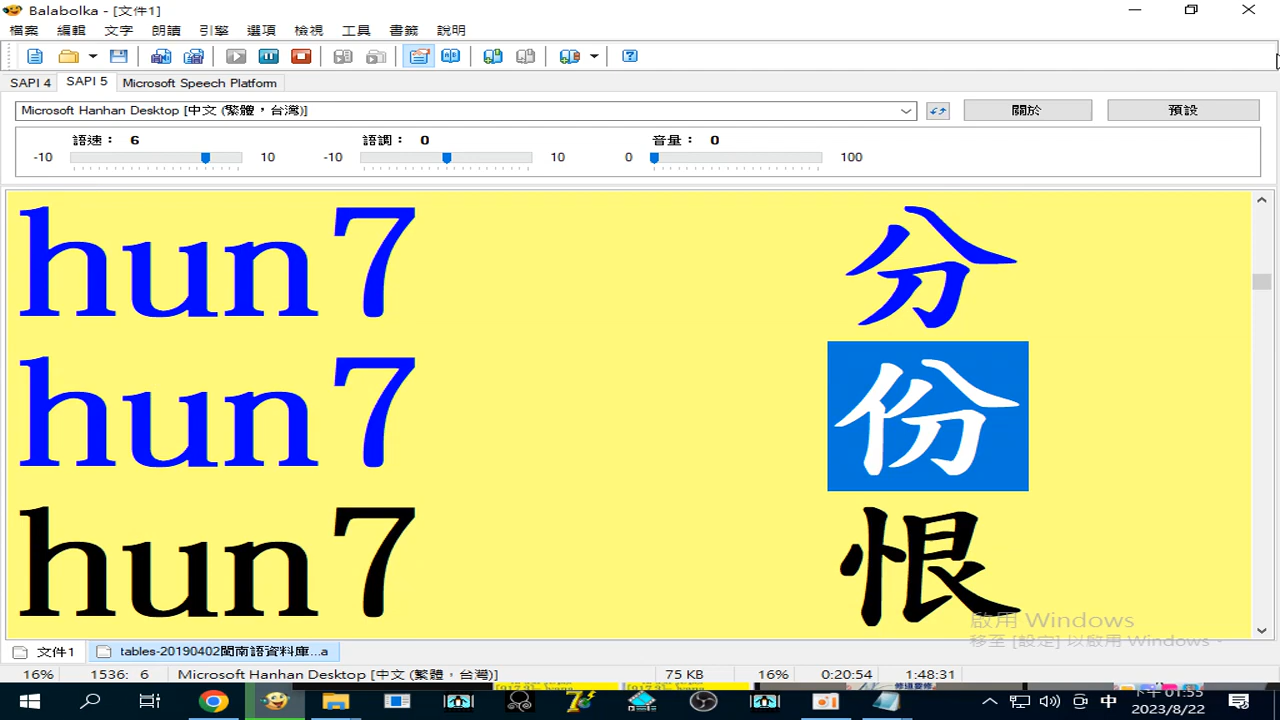 Balabolka - [文件1]
檔案 編輯 文字 朗讀 引擎 選項 檢視 工具 書籤 說明
SAPI 4 SAPI 5 Microsoft Speech Platform
Microsoft Hanhan Desktop [中文 (繁體，台灣)] 關於 預設
語速： 6 語調： 0 音量： 0
-10 10 -10 10 0 100
hun7 分
hun7 份
hun7 恨
啟用 Windows
移至 [設定] 以啟用 Windows。
文件1 tables-20190402閩南語資料庫...a
16% 1536: 6 Microsoft Hanhan Desktop [中文 (繁體，台灣)] 75 KB 16% 0:20:54 1:48:31
中 下午 01:55
2023/8/22